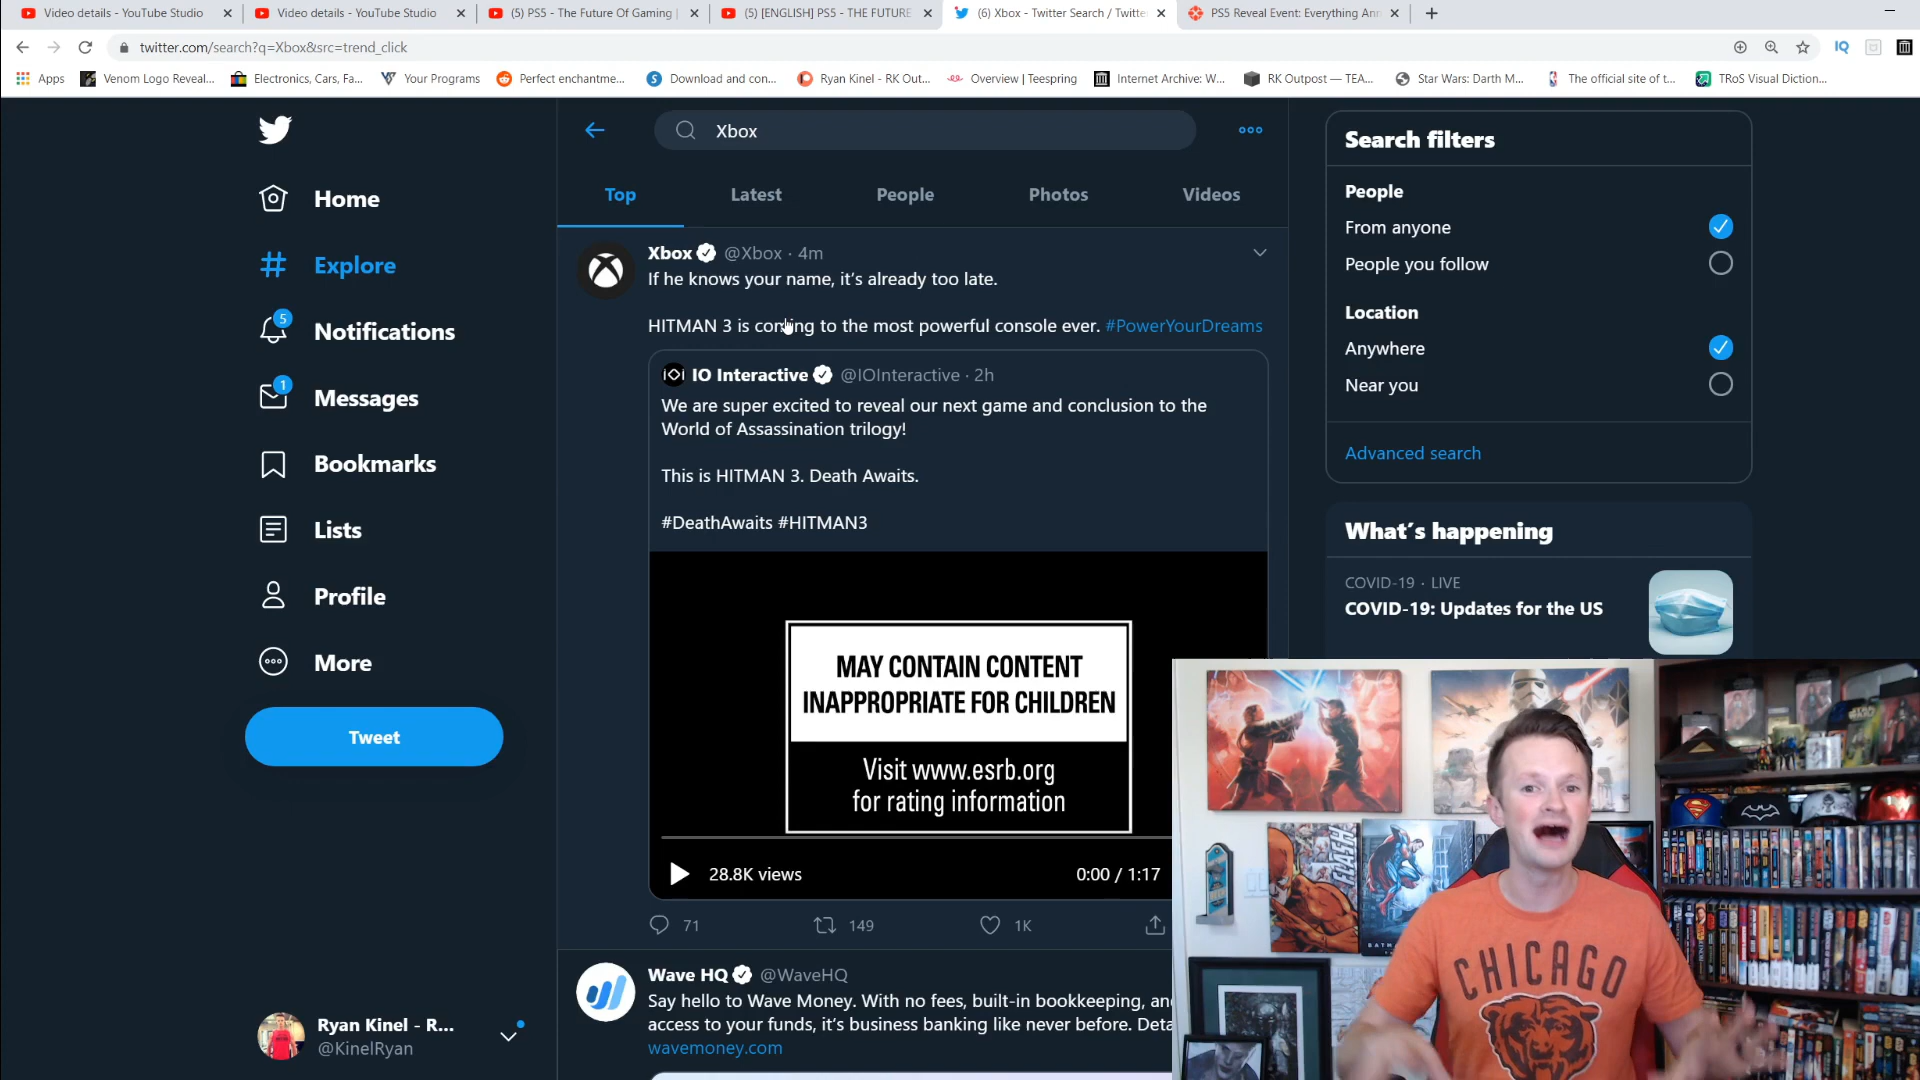 Video details - YouTube Studio
Video details - YouTube Studio
(5) PS5 - The Future Of Gaming
(5) [ENGLISH] PS5 - THE FUTURE
(6) Xbox - Twitter Search / Twitte
PS5 Reveal Event: Everything Ann
twitter.com/search?q=Xbox&src=trend_click
IQ
Apps
Venom Logo Reveal...
Electronics, Cars, Fa...
Your Programs
Perfect enchantme...
Download and con...
Ryan Kinel - RK Out...
Overview | Teespring
Internet Archive: W...
RK Outpost — TEA...
Star Wars: Darth M...
The official site of t...
TRoS Visual Diction...
Home
Explore
5
Notifications
1
Messages
Bookmarks
Lists
Profile
More
Tweet
Ryan Kinel - R...
@KinelRyan
Xbox
Top
Latest
People
Photos
Videos
Xbox @Xbox · 4m
If he knows your name, it's already too late.
HITMAN 3 is coming to the most powerful console ever. #PowerYourDreams
IO Interactive @IOInteractive · 2h
We are super excited to reveal our next game and conclusion to the
World of Assassination trilogy!
This is HITMAN 3. Death Awaits.
#DeathAwaits #HITMAN3
MAY CONTAIN CONTENT
INAPPROPRIATE FOR CHILDREN
Visit www.esrb.org
for rating information
28.8K views
0:00 / 1:17
71
149
1K
Wave HQ @WaveHQ
Say hello to Wave Money. With no fees, built-in bookkeeping, an
access to your funds, it's business banking like never before. Deta
wavemoney.com
Search filters
People
From anyone
People you follow
Location
Anywhere
Near you
Advanced search
What's happening
COVID-19 · LIVE
COVID-19: Updates for the US
CHICAGO